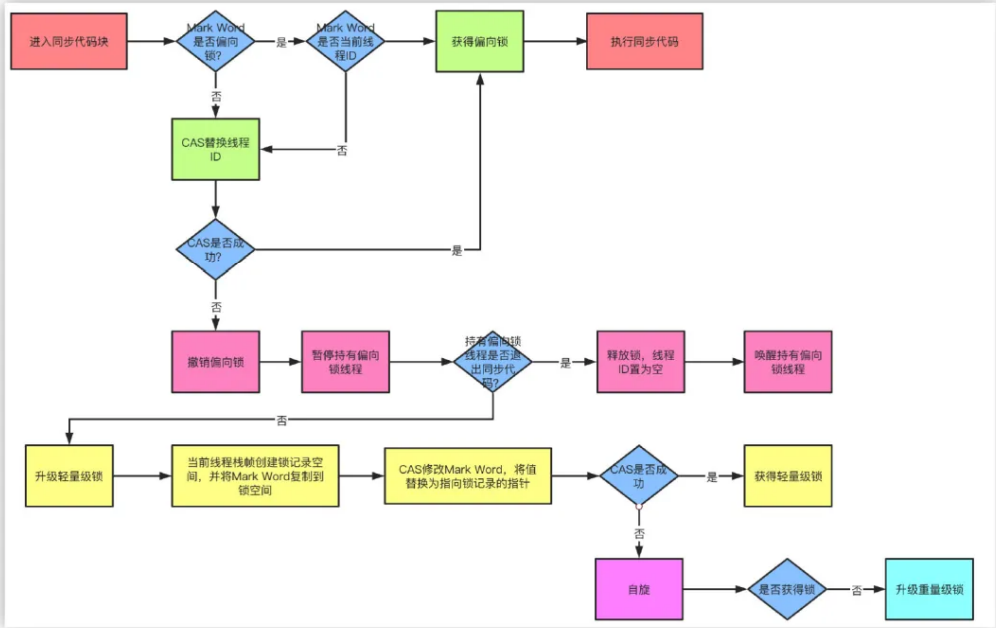 进入同步代码块
Mark Word
是否偏向
锁?
是
Mark Word
是否当前线
程ID
获得偏向锁
执行同步代码
否
CAS替换线程
ID
否
CAS是否成
功?
是
否
撤销偏向锁
暂停持有偏向
锁线程
持有偏向锁
线程是否退
出同步代
码?
是
释放锁，线程
ID置为空
唤醒持有偏向
锁线程
否
升级轻量级锁
当前线程栈帧创建锁记录空
间，并将Mark Word复制到
锁空间
CAS修改Mark Word，将值
替换为指向锁记录的指针
CAS是否成
功
是
获得轻量级锁
否
自旋
是否获得锁
否
升级重量级锁